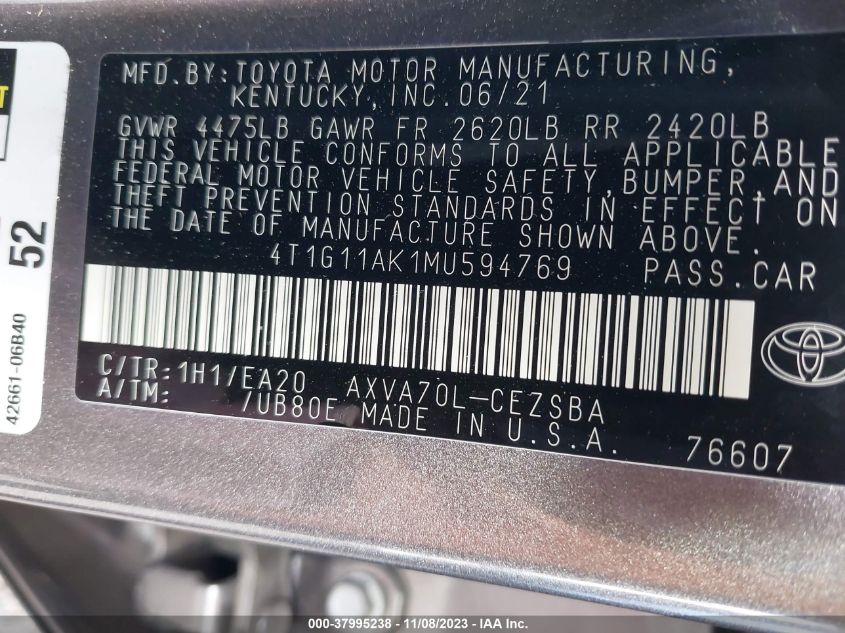 MFD.BY:TOYOTA MOTOR MANUFACTURING,
KENTUCKY,INC.06/21
GVWR 4475LB GAWR FR 2620LB RR 2420LB
THIS VEHICLE CONFORMS TO ALL APPLICABLE
FEDERAL MOTOR VEHICLE SAFETY,BUMPER,AND
THEFT PREVENTION STANDARDS IN EFFECT ON
THE DATE OF MANUFACTURE SHOWN ABOVE.
4T1G11AK1MU594769 PASS.CAR
C/TR:1H1/EA20 AXVA70L-CEZSBA
A/TM: /UB80E MADE IN U.S.A.
76607
52
42661-06B40
000-37995238 - 11/08/2023 - IAAI.com